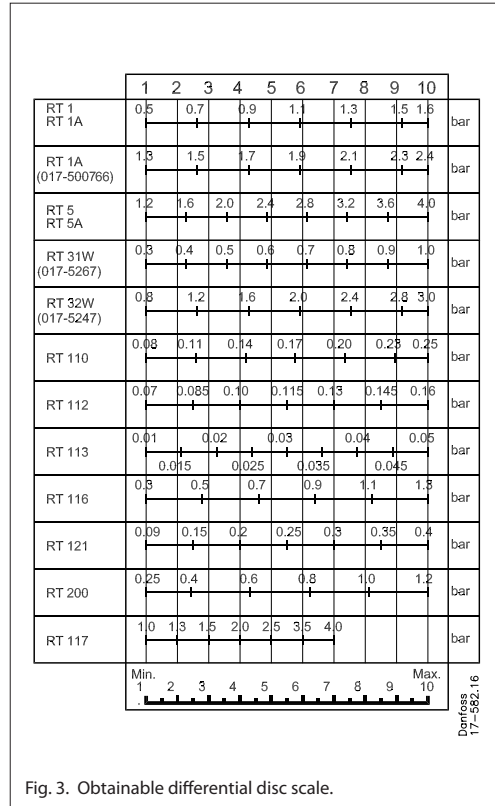 1 2 3 4 5 6 7 8 9 10
RT 1
RT 1A
0.5 0.7 0.9 1.1 1.3 1.5 1.6
bar
RT 1A
(017-500766)
1.3 1.5 1.7 1.9 2.1 2.3 2.4
bar
RT 5
RT 5A
1.2 1.6 2.0 2.4 2.8 3.2 3.6 4.0
bar
RT 31W
(017-5267)
0.3 0.4 0.5 0.6 0.7 0.8 0.9 1.0
bar
RT 32W
(017-5247)
0.8 1.2 1.6 2.0 2.4 2.8 3.0
bar
RT 110
0.08 0.11 0.14 0.17 0.20 0.23 0.25
bar
RT 112
0.07 0.085 0.10 0.115 0.13 0.145 0.16
bar
RT 113
0.01 0.02 0.03 0.04 0.05
0.015 0.025 0.035 0.045
bar
RT 116
0.3 0.5 0.7 0.9 1.1 1.3
bar
RT 121
0.09 0.15 0.2 0.25 0.3 0.35 0.4
bar
RT 200
0.25 0.4 0.6 0.8 1.0 1.2
bar
RT 117
1.0 1.3 1.5 2.0 2.5 3.5 4.0
bar
Min. Max.
1 2 3 4 5 6 7 8 9 10
Danfoss
17-582.16
Fig. 3. Obtainable differential disc scale.